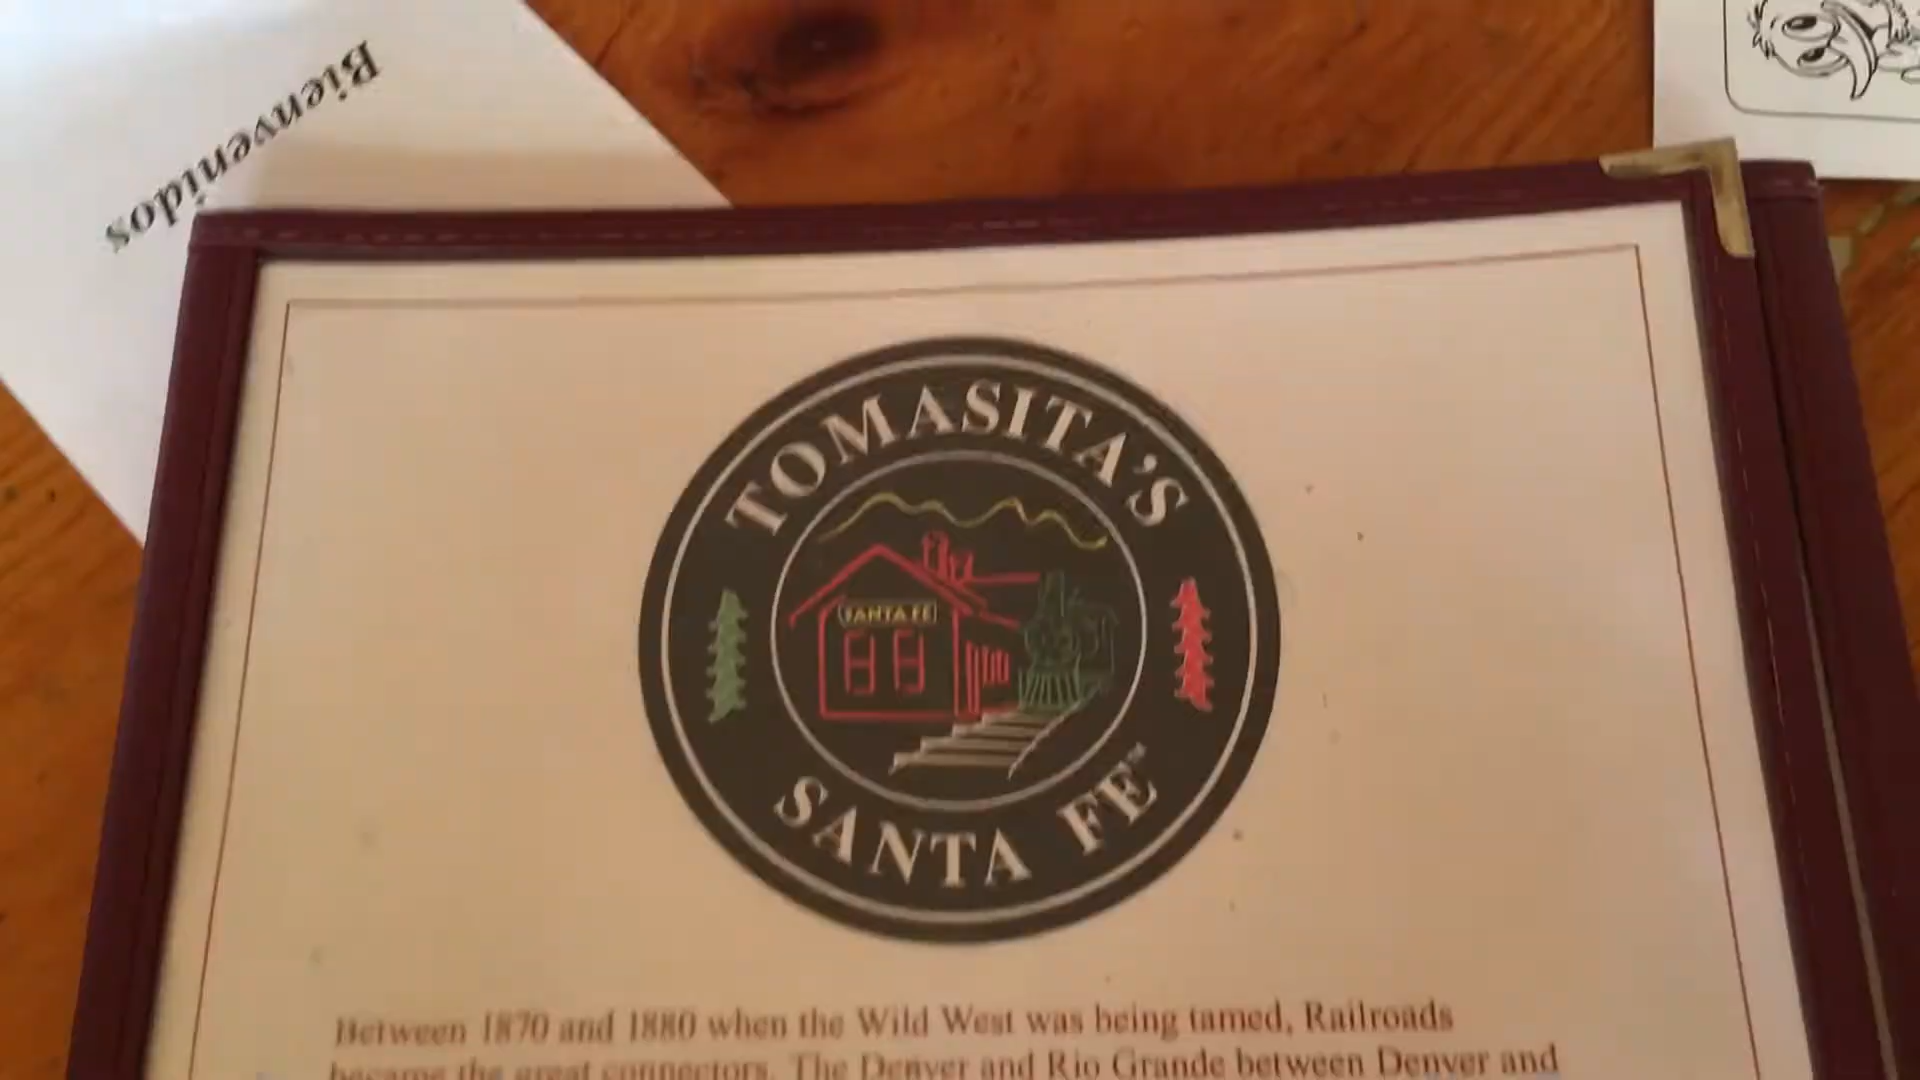 Bienvenidos
TOMASITA'S
SANTA FE
SANTA FE™
Between 1870 and 1880 when the Wild West was being tamed, Railroads
became the great connectors. The Denver and Rio Grande between Denver and